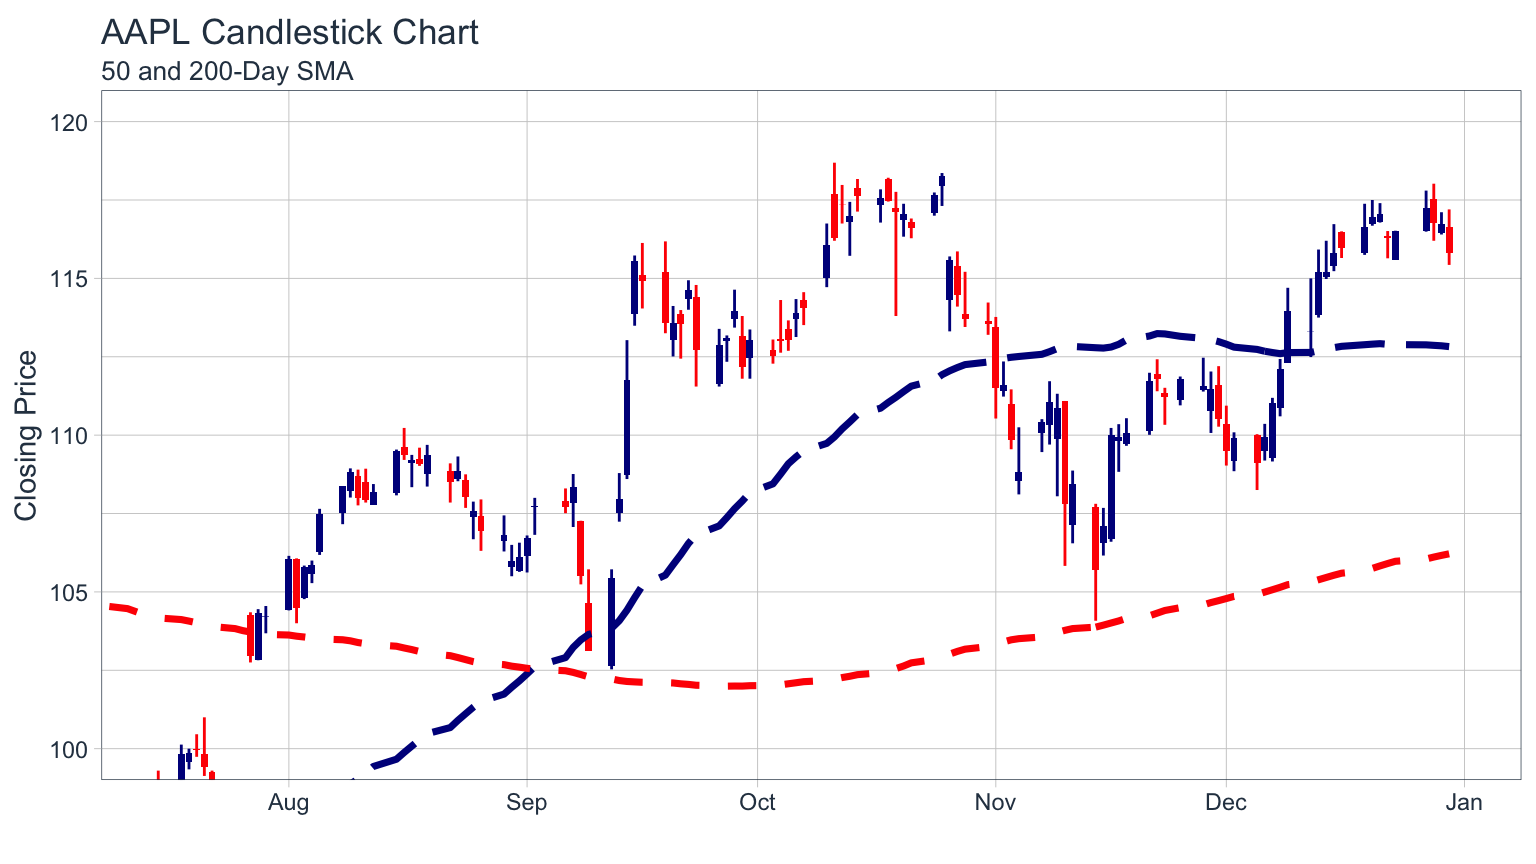 AAPL Candlestick Chart
50 and 200-Day SMA
120
115
110
105
100
Closing Price
Aug Sep Oct Nov Dec Jan